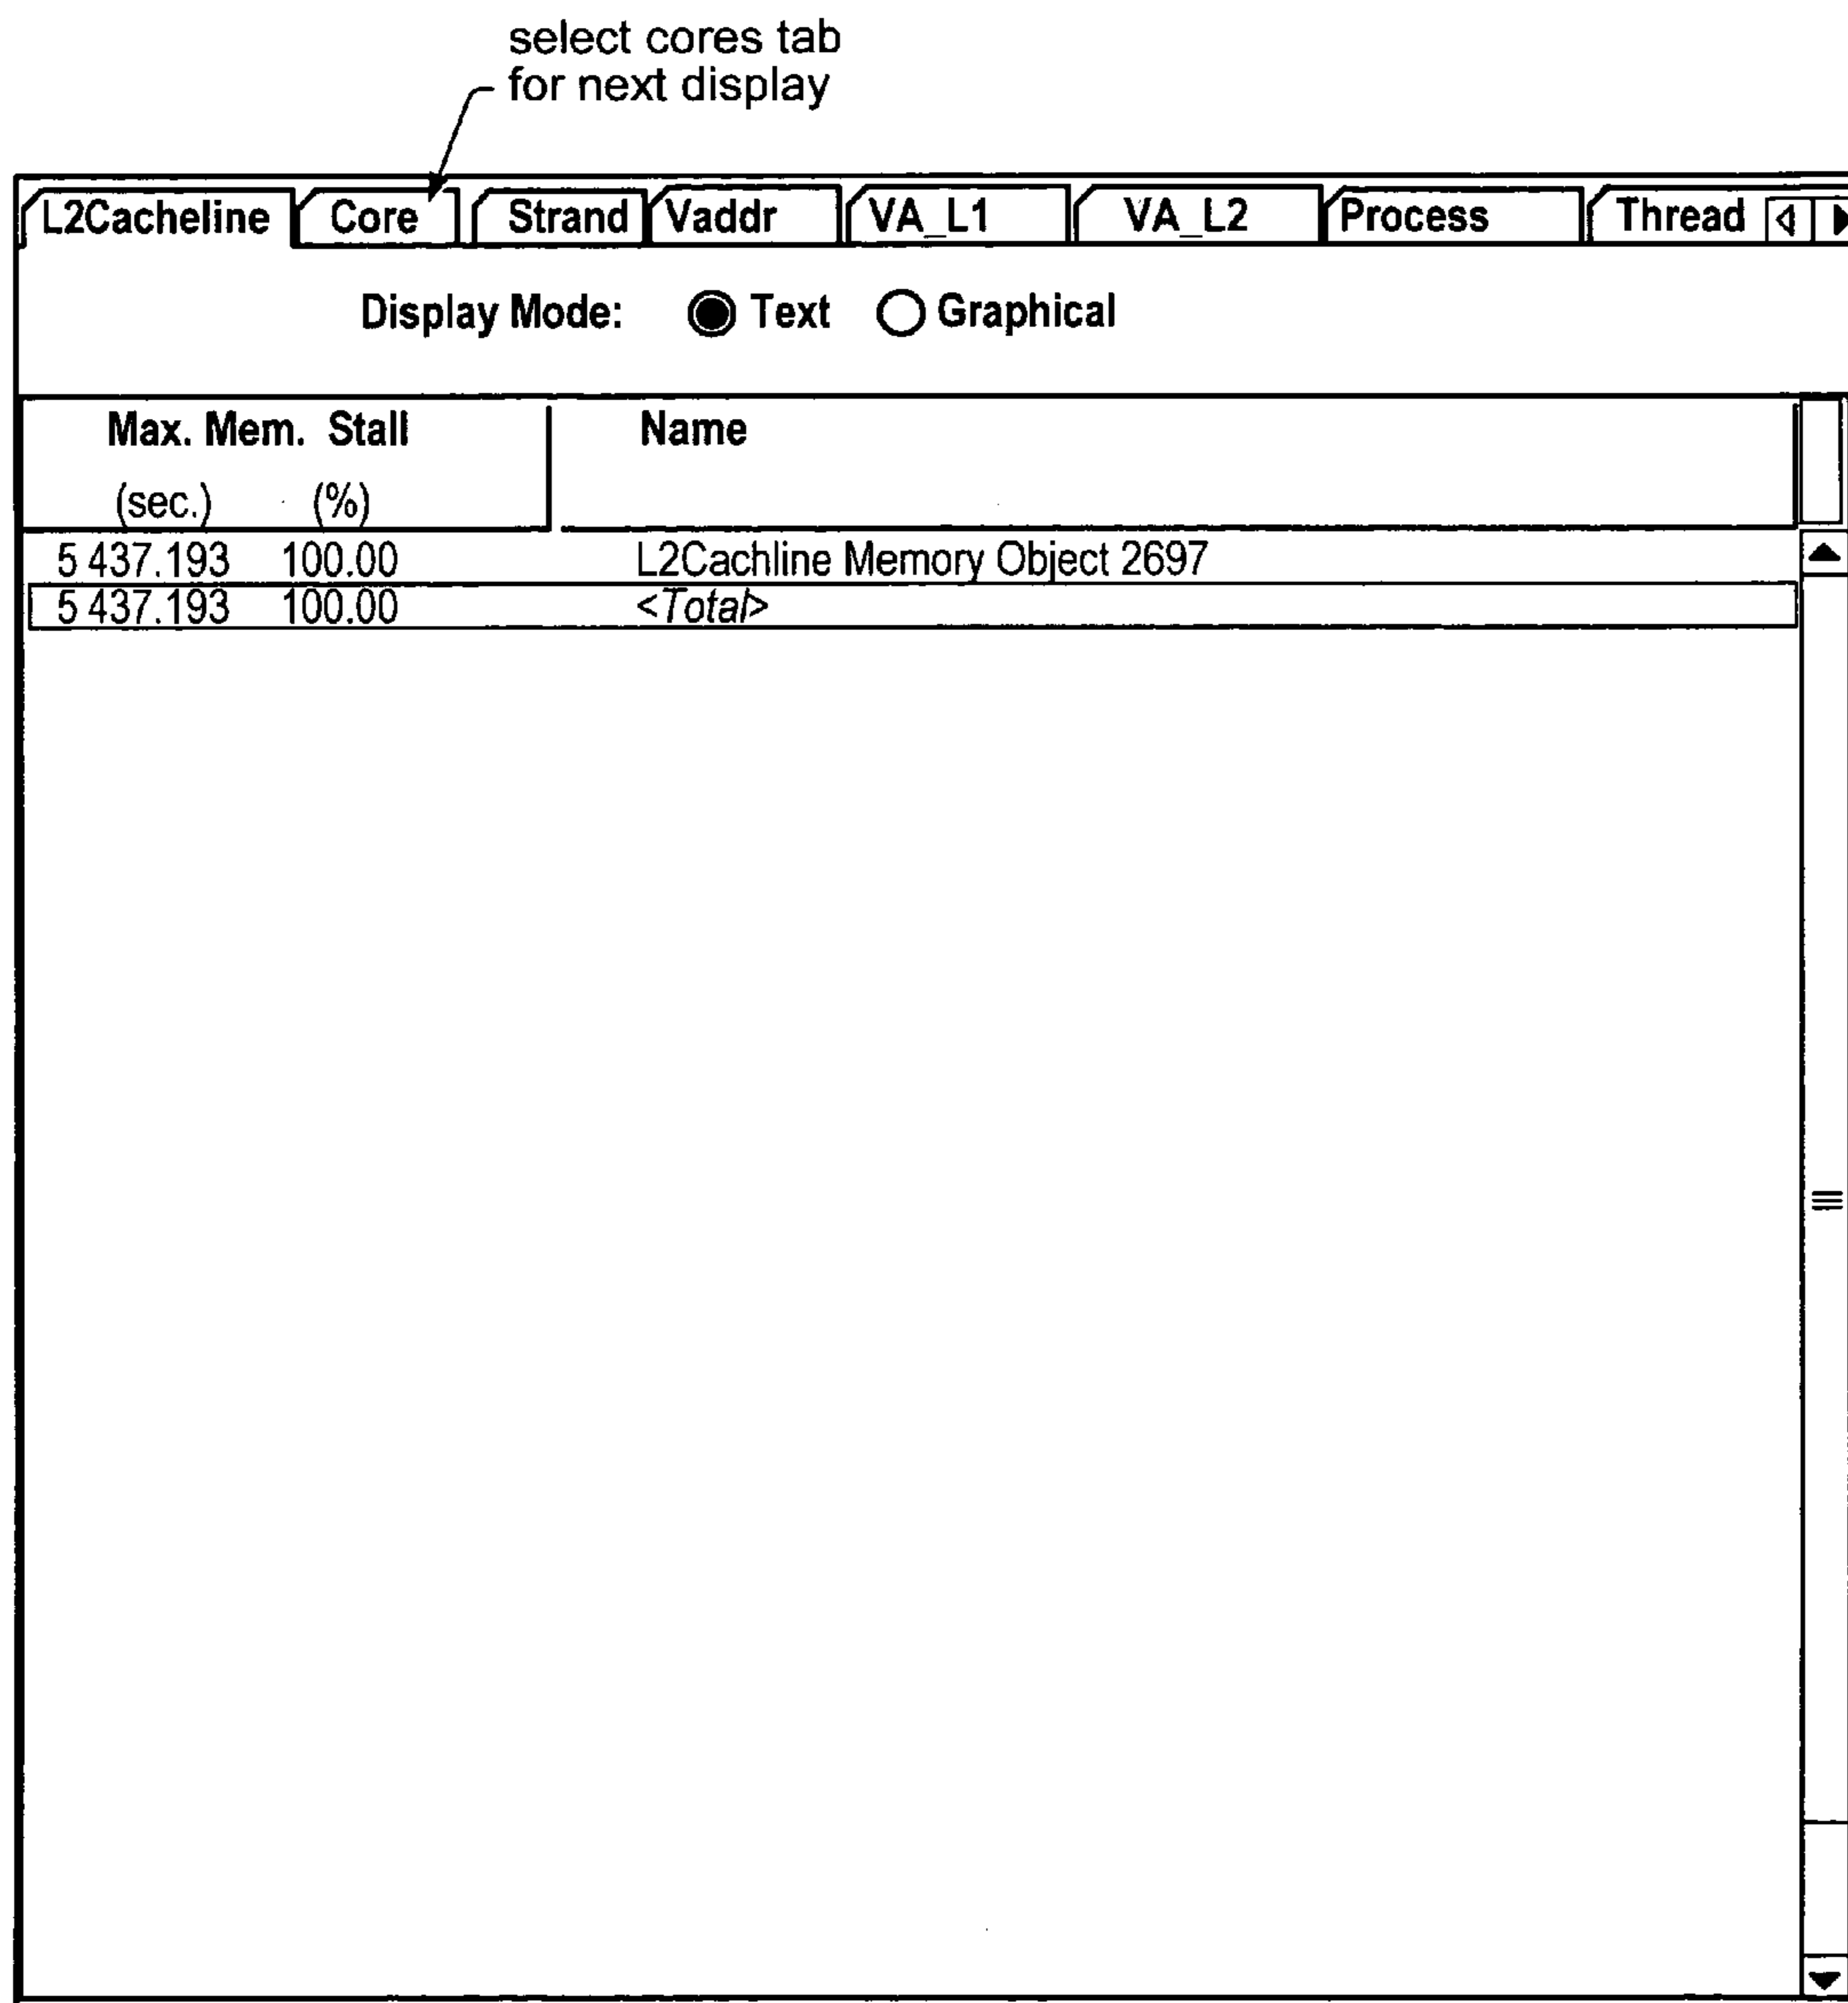 select cores tab
for next display
L2Cacheline Core Strand Vaddr VA_L1 VA_L2 Process Thread
Display Mode: Text Graphical
Max. Mem. Stall Name
(sec.) (%)
5 437.193 100.00 L2Cachline Memory Object 2697
5 437.193 100.00 <Total>